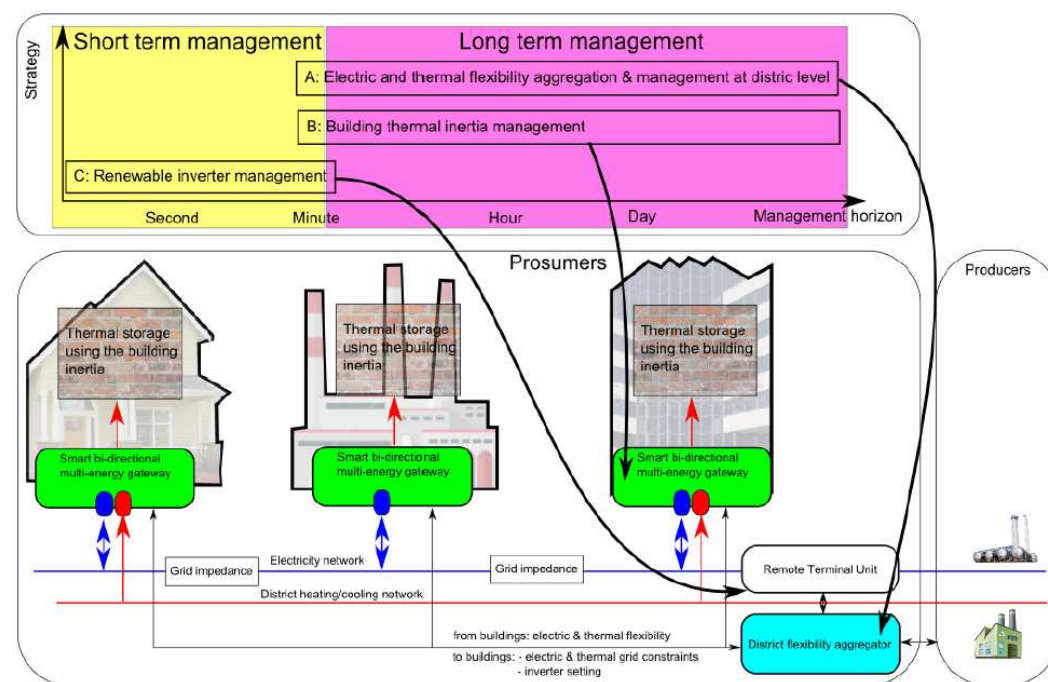 Strategy
Short term management
Long term management
A: Electric and thermal flexibility aggregation & management at distric level
B: Building thermal inertia management
C: Renewable inverter management
Second
Minute
Hour
Day
Management horizon
Prosumers
Producers
Thermal storage
using the building
inertia
Thermal storage
using the building
inertia
Thermal storage
using the building
inertia
Smart bi-directional
multi-energy gateway
Smart bi-directional
multi-energy gateway
Smart bi-directional
multi-energy gateway
Grid impedance
Electricity network
Grid impedance
Remote Terminal Unit
District heating/cooling network
from buildings: electric & thermal flexibility
to buildings: - electric & thermal grid constraints
- inverter setting
District flexibility aggregator